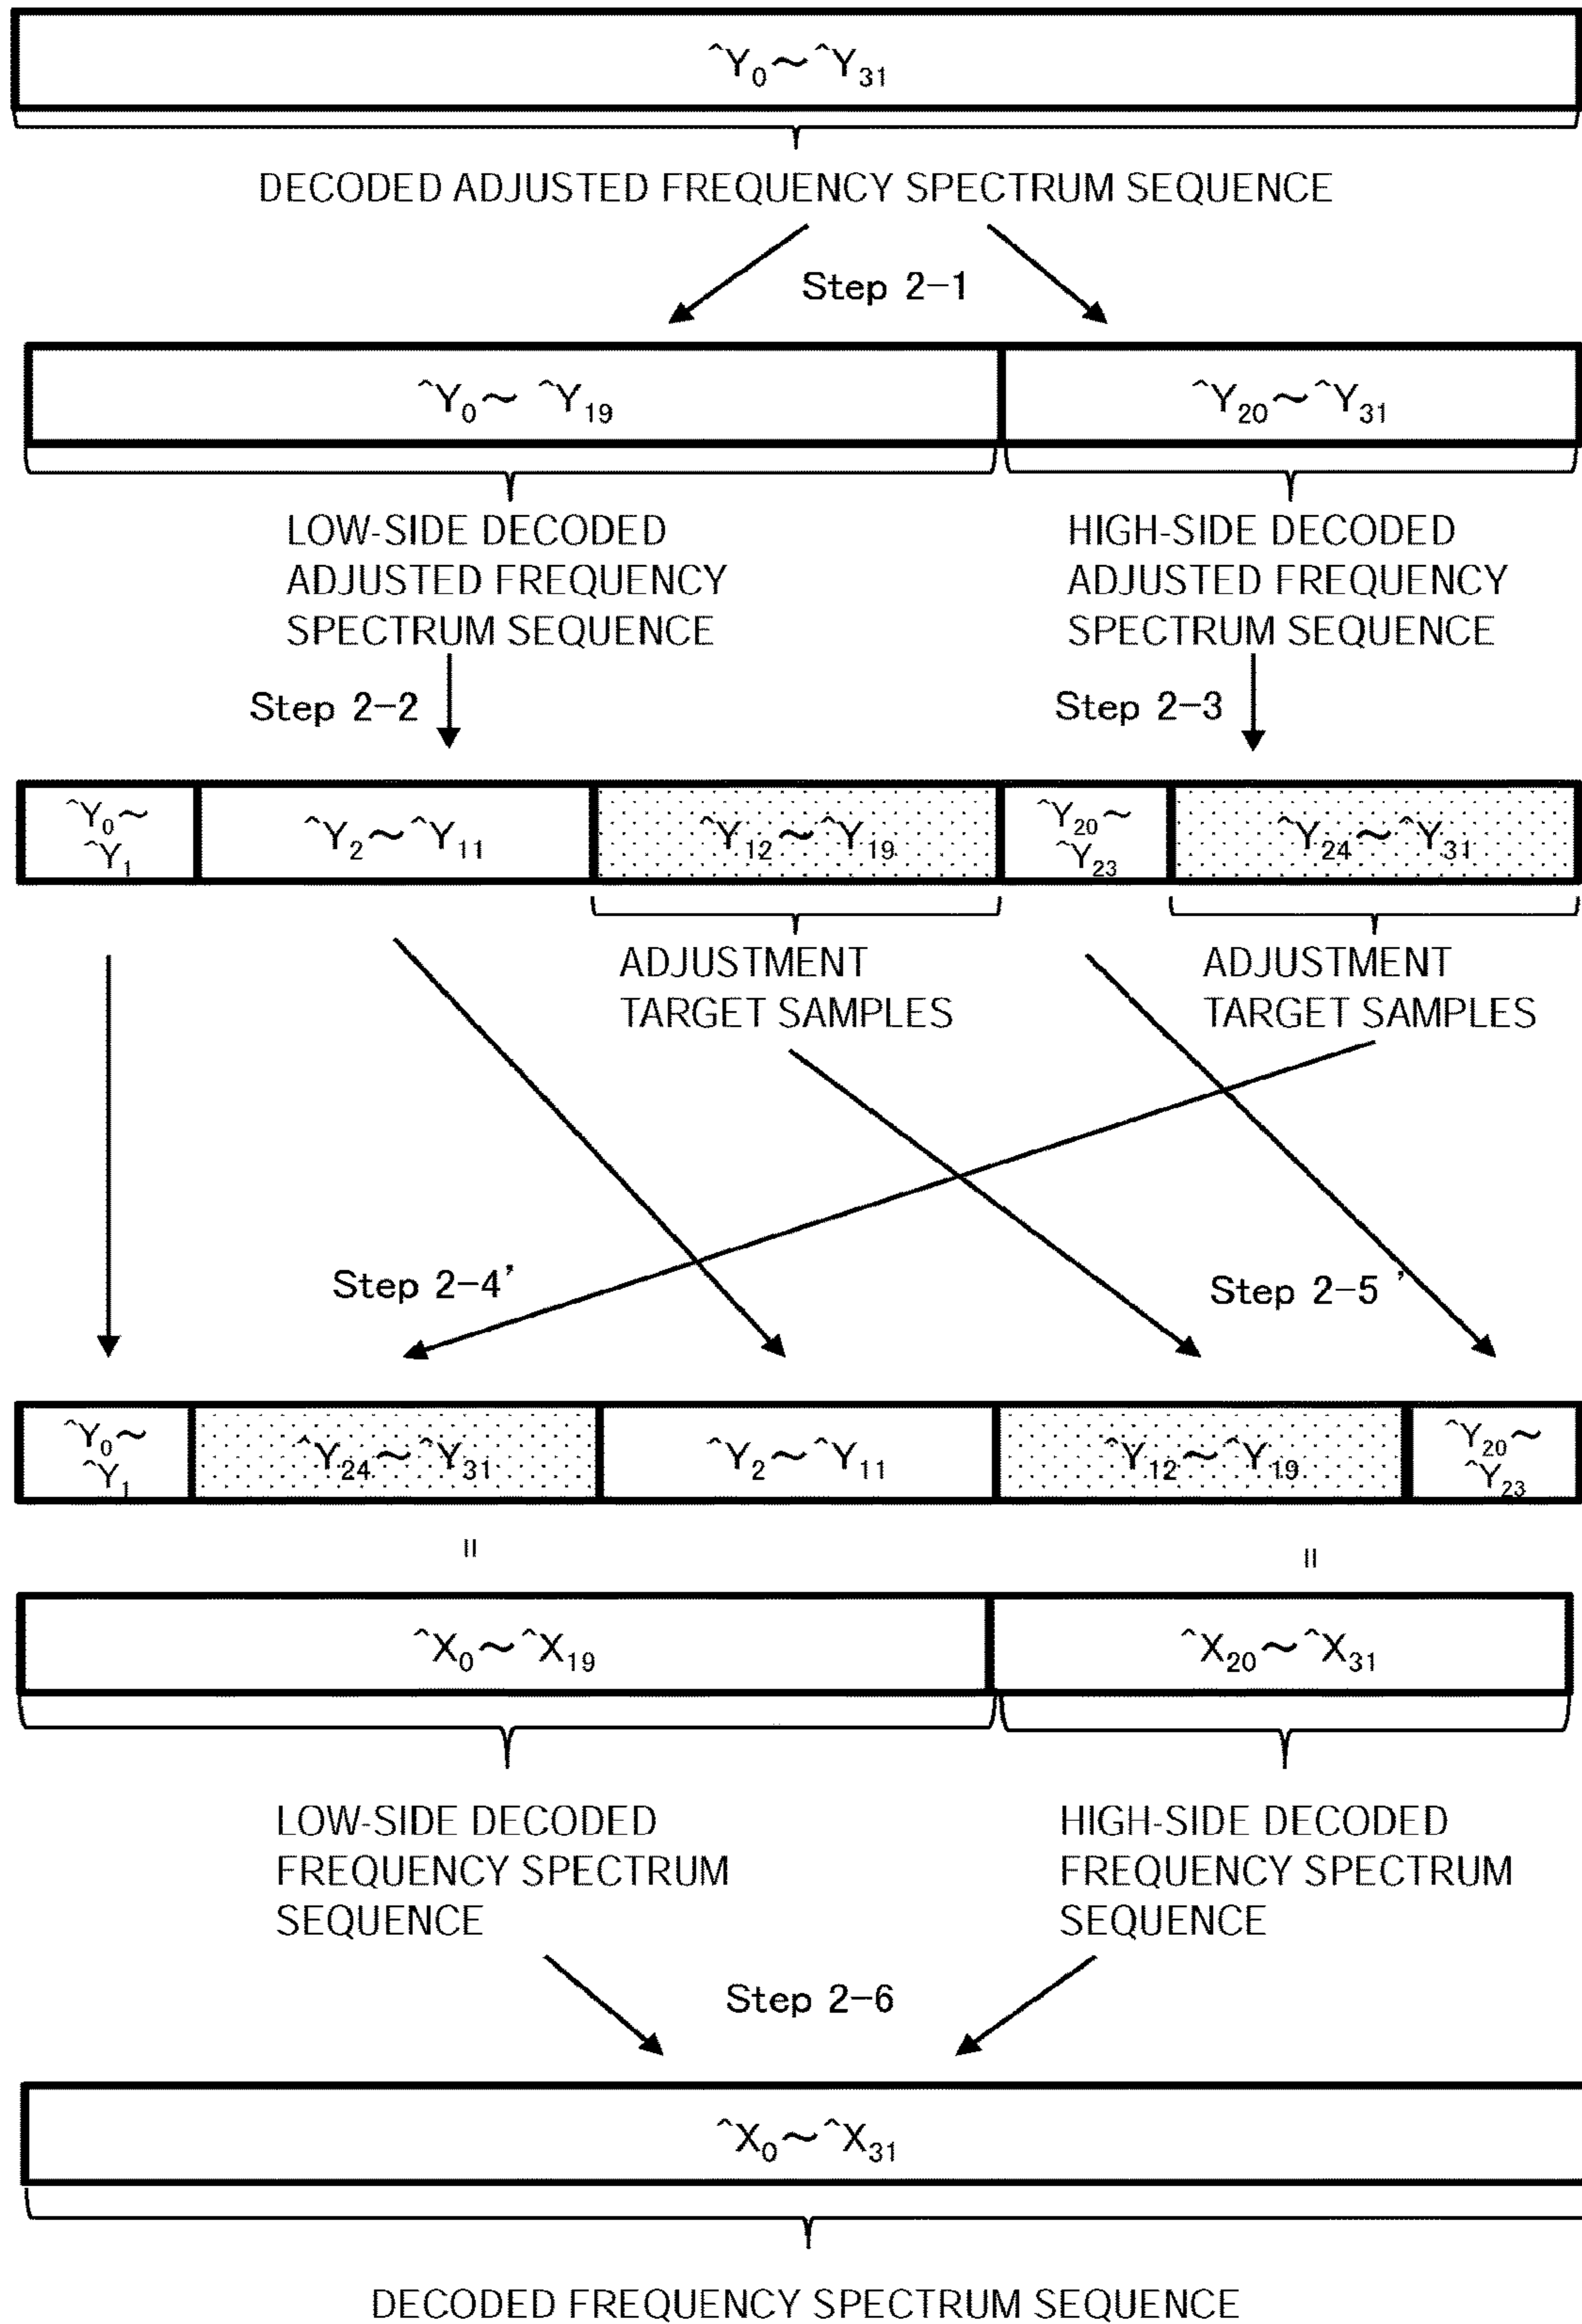 ^Y₀~^Y₃₁
DECODED ADJUSTED FREQUENCY SPECTRUM SEQUENCE
Step 2-1
^Y₀~ ^Y₁₉
^Y₂₀~^Y₃₁
LOW-SIDE DECODED
ADJUSTED FREQUENCY
SPECTRUM SEQUENCE
HIGH-SIDE DECODED
ADJUSTED FREQUENCY
SPECTRUM SEQUENCE
Step 2-2
Step 2-3
^Y₀~
^Y₁
^Y₂~^Y₁₁
^Y₁₂~^Y₁₉
^Y₂₀~
^Y₂₃
^Y₂₄~^Y₃₁
ADJUSTMENT
TARGET SAMPLES
ADJUSTMENT
TARGET SAMPLES
Step 2-4'
Step 2-5 '
^Y₀~
^Y₁
^Y₂₄~^Y₃₁
^Y₂~^Y₁₁
^Y₁₂~^Y₁₉
^Y₂₀~
^Y₂₃
=
=
^X₀~^X₁₉
^X₂₀~^X₃₁
LOW-SIDE DECODED
FREQUENCY SPECTRUM
SEQUENCE
HIGH-SIDE DECODED
FREQUENCY SPECTRUM
SEQUENCE
Step 2-6
^X₀~^X₃₁
DECODED FREQUENCY SPECTRUM SEQUENCE